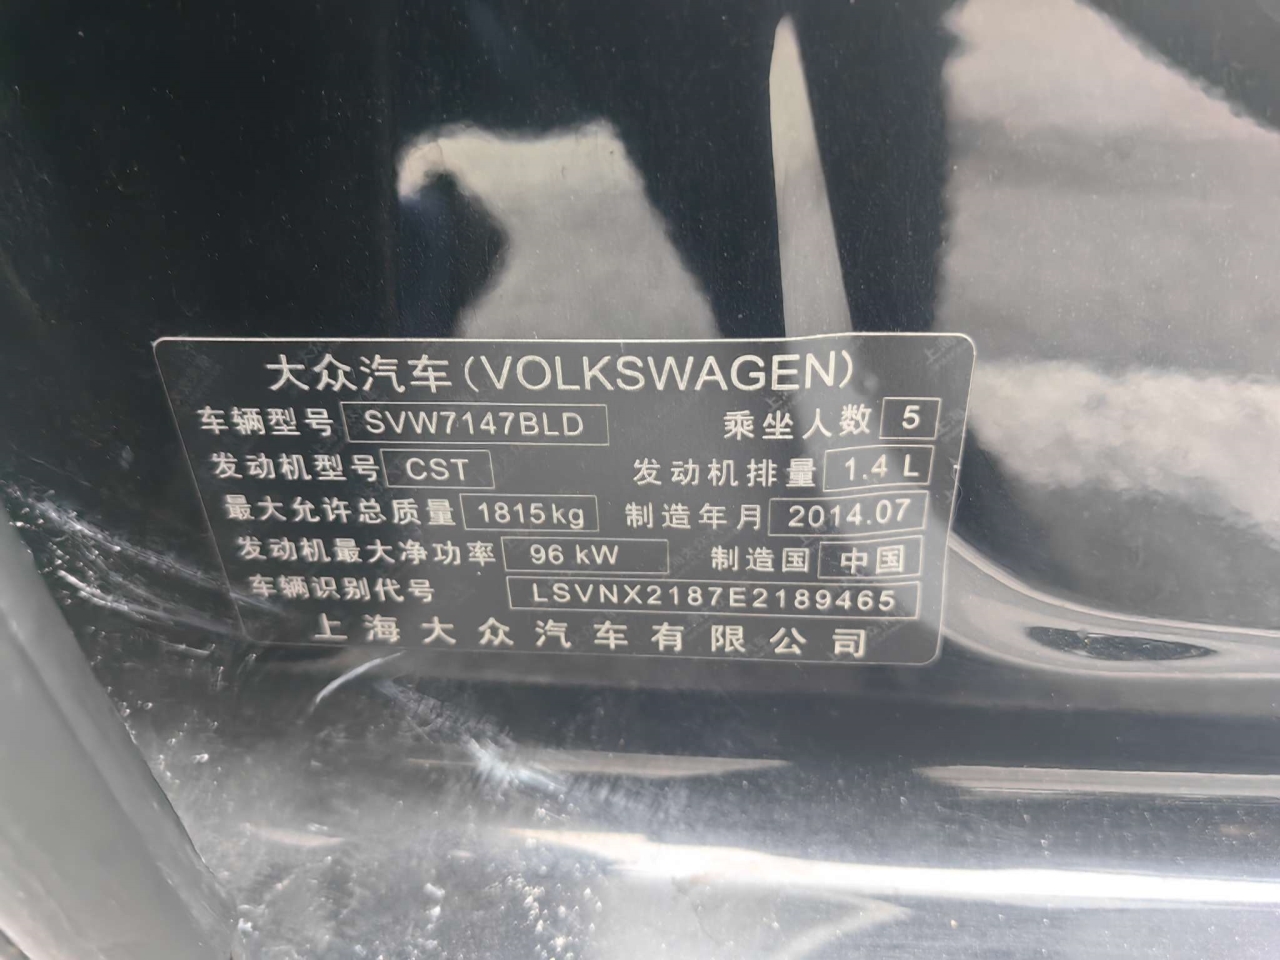 大众汽车(VOLKSWAGEN)
车辆型号 SVW7147BLD 乘坐人数 5
发动机型号 CST 发动机排量 1.4 L
最大允许总质量 1815kg 制造年月 2014.07
发动机最大净功率 96 kW 制造国 中国
车辆识别代号 LSVNX2187E2189465
上海大众汽车有限公司